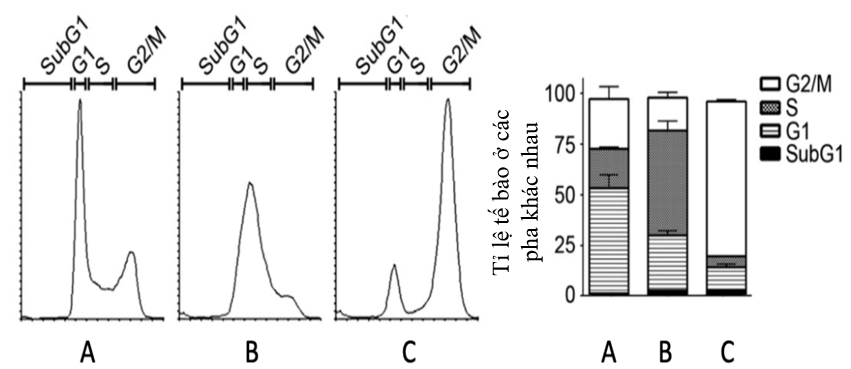 SubG1 G1 S G2/M
SubG1 G1 S G2/M
SubG1 G1 S G2/M
A B C
Tỉ lệ tế bào ở các
pha khác nhau
100
75
50
25
0
A B C
G2/M
S
G1
SubG1